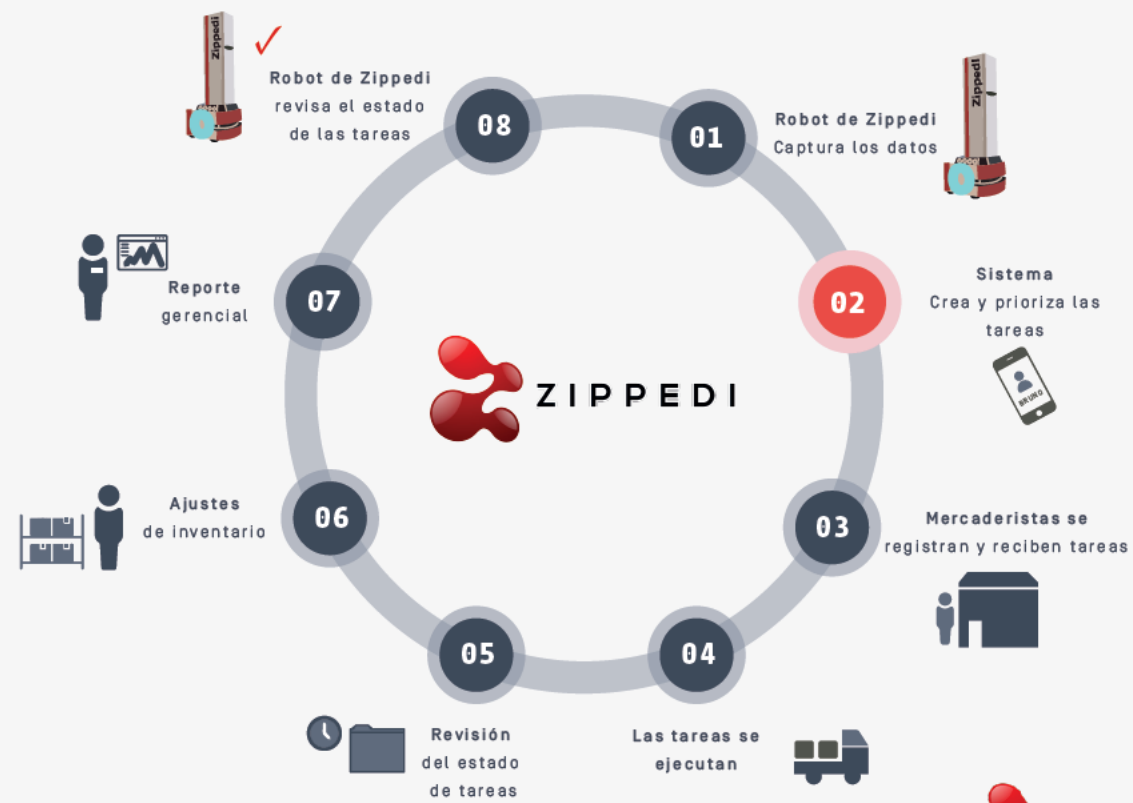 Zippedi
Robot de Zippedi
revisa el estado
de las tareas
08
01
Robot de Zippedi
Captura los datos
Zippedi
07
Reporte
gerencial
02
Sistema
Crea y prioriza las
tareas
BRUNO
ZIPPEDI
06
Ajustes
de inventario
03
Mercaderistas se
registran y reciben tareas
05
04
Revisión
del estado
de tareas
Las tareas se
ejecutan